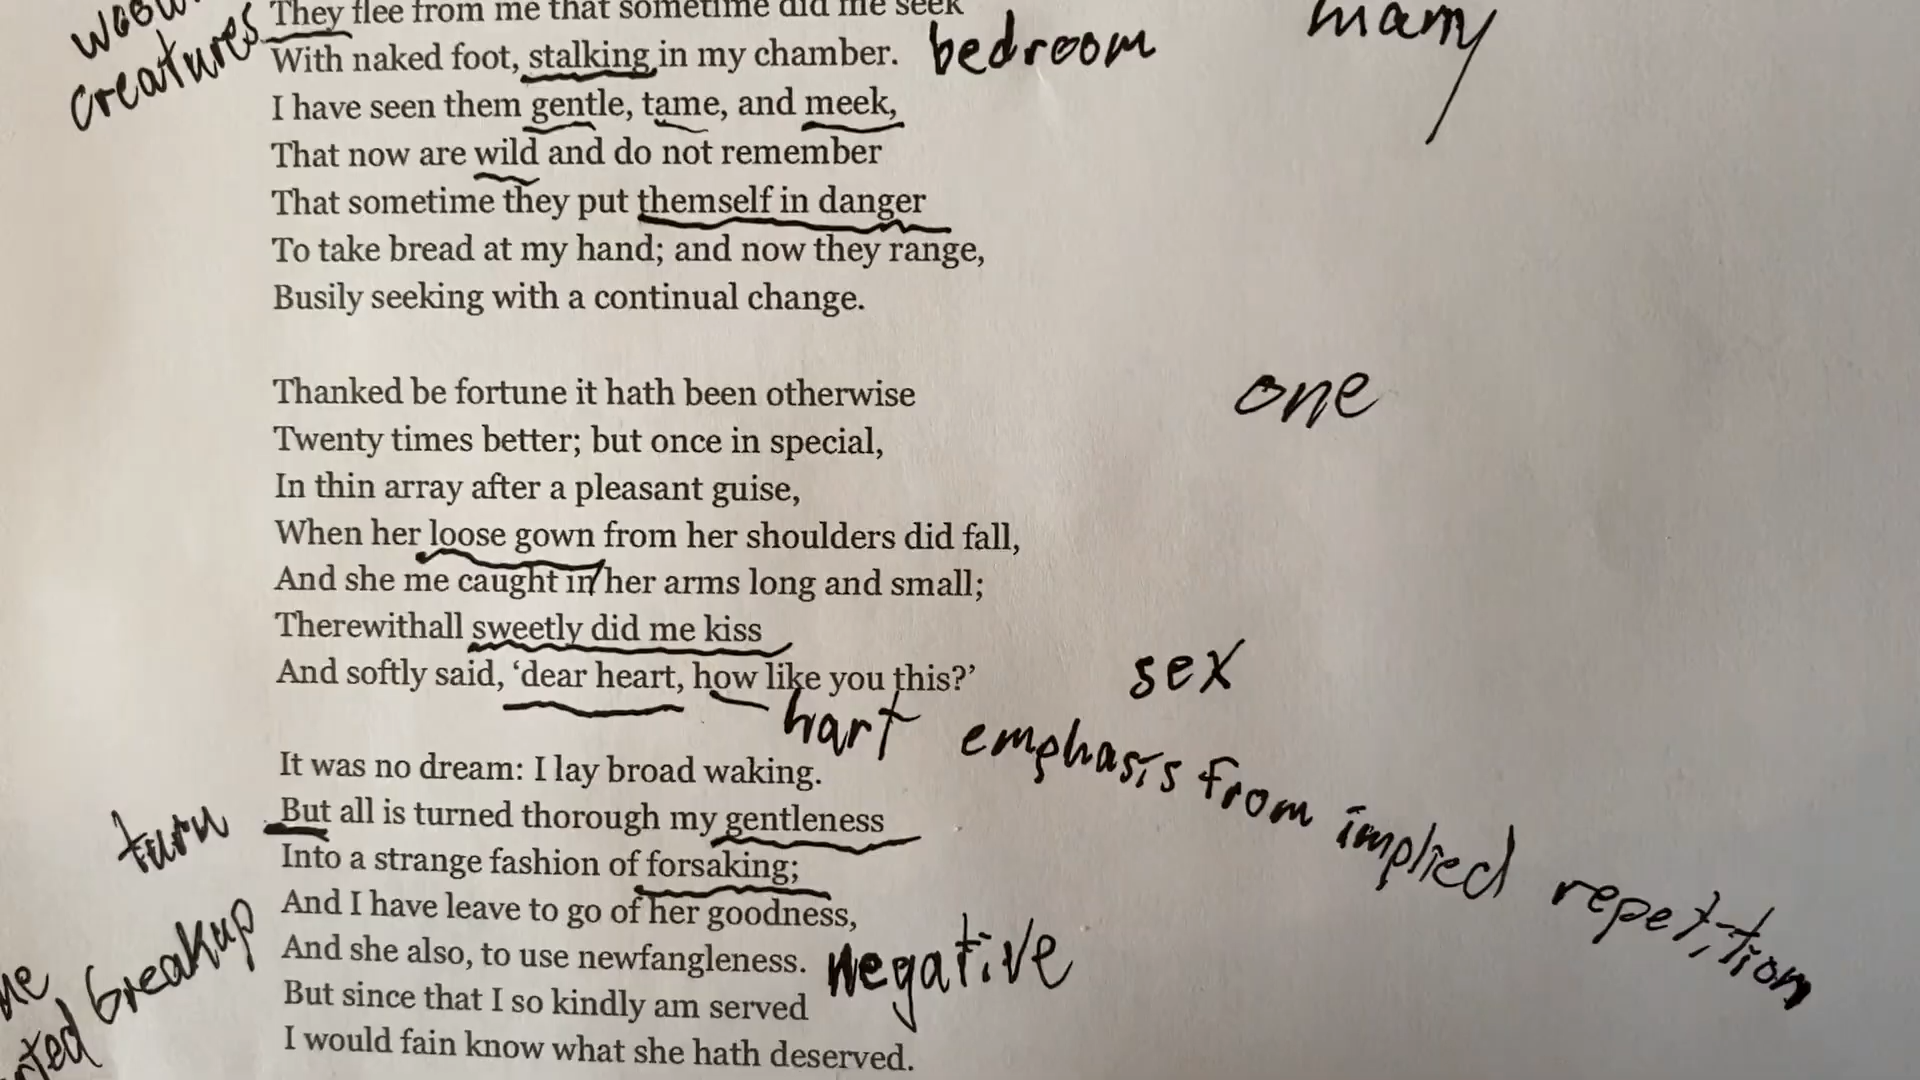 many
creatures
They flee from me that sometime did me seek
With naked foot, stalking in my chamber. bedroom
I have seen them gentle, tame, and meek,
That now are wild and do not remember
That sometime they put themself in danger
To take bread at my hand; and now they range,
Busily seeking with a continual change.
Thanked be fortune it hath been otherwise one
Twenty times better; but once in special,
In thin array after a pleasant guise,
When her loose gown from her shoulders did fall,
And she me caught in her arms long and small;
Therewithall sweetly did me kiss
And softly said, ‘dear heart, how like you this?’ sex
hart emphasis from implied repetition
It was no dream: I lay broad waking.
turn But all is turned thorough my gentleness
Into a strange fashion of forsaking;
And I have leave to go of her goodness,
And she also, to use newfangleness. negative
breakup
But since that I so kindly am served
I would fain know what she hath deserved.